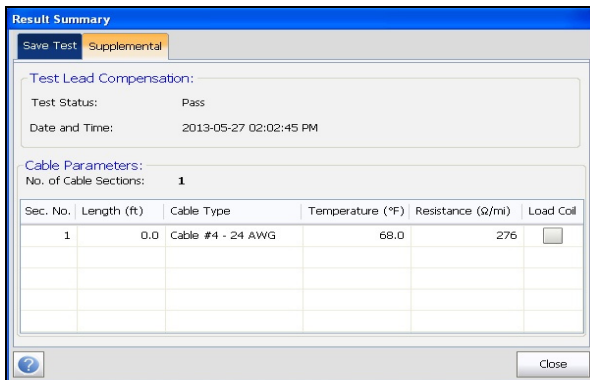 Result Summary
Save Test Supplemental
Test Lead Compensation:
Test Status: Pass
Date and Time: 2013-05-27 02:02:45 PM
Cable Parameters:
No. of Cable Sections: 1
Sec. No. Length (ft) Cable Type Temperature (°F) Resistance (Ω/mi) Load Coil
1 0.0 Cable #4 - 24 AWG 68.0 276
? Close